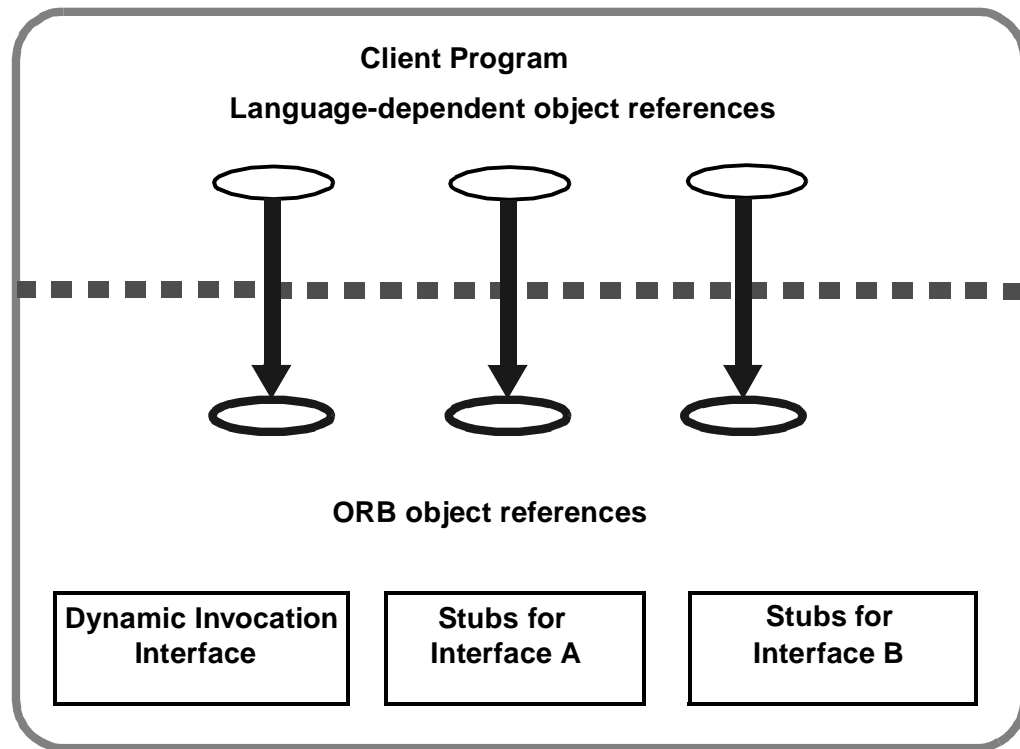 Client Program
Language-dependent object references
ORB object references
Dynamic Invocation
Interface
Stubs for
Interface A
Stubs for
Interface B